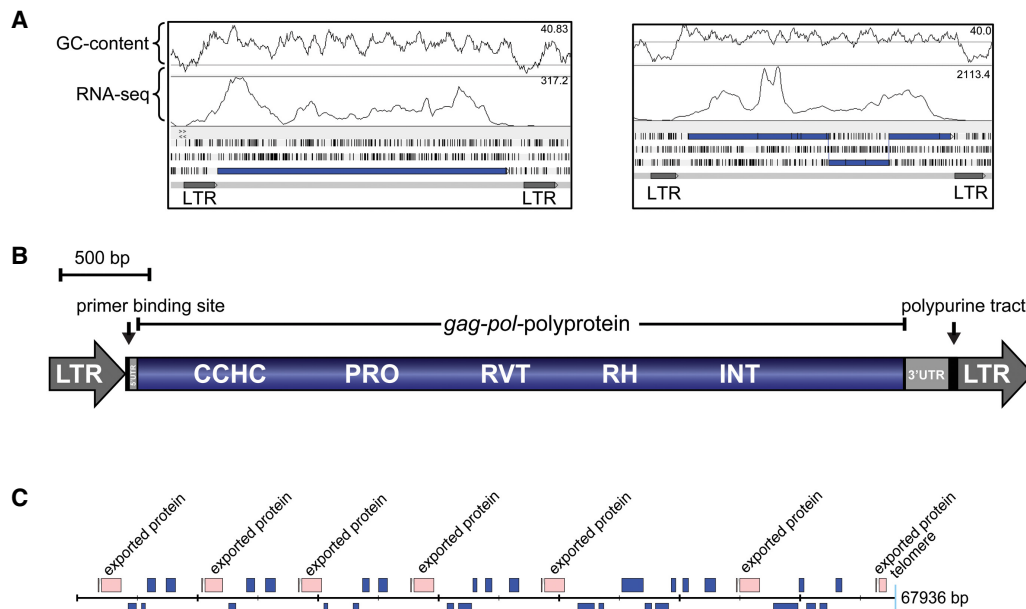 A
GC-content
RNA-seq
40.83
317.2
>>
<<
LTR
LTR
40.0
2113.4
LTR
LTR
B
500 bp
primer binding site
polypurine tract
gag-pol-polyprotein
LTR
5'UTR
CCHC
PRO
RVT
RH
INT
3'UTR
LTR
C
exported protein
exported protein
exported protein
exported protein
exported protein
exported protein
exported protein
telomere
67936 bp